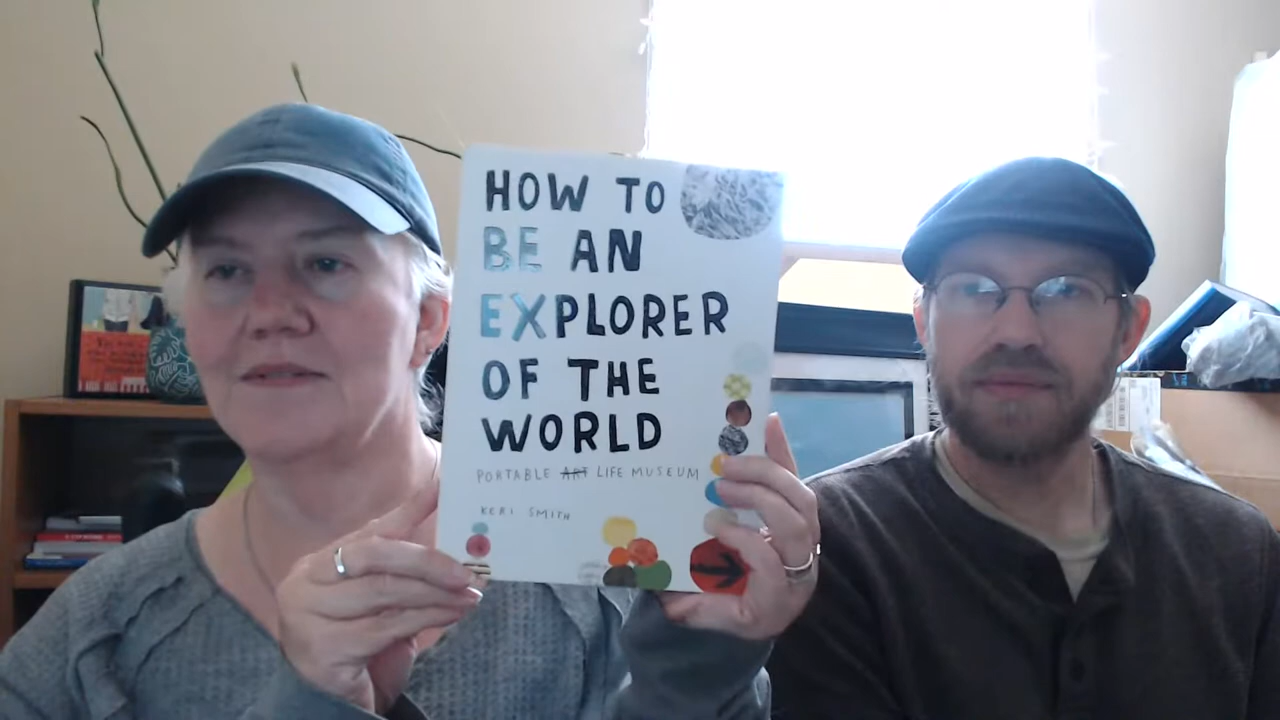 HOW TO
BE AN
EXPLORER
OF THE
WORLD
PORTABLE ART LIFE MUSEUM
KERI SMITH